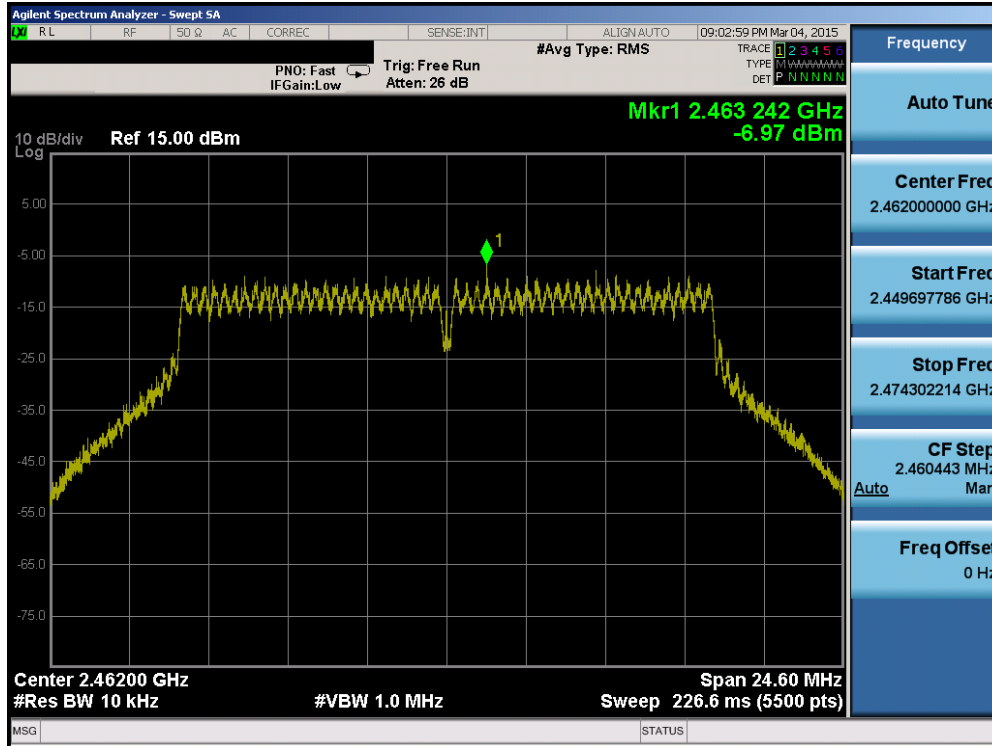 Agilent Spectrum Analyzer - Swept SA
LXI RL RF 50 Ω AC CORREC SENSE:INT ALIGN AUTO 09:02:59 PM Mar 04, 2015
#Avg Type: RMS TRACE 1 2 3 4 5 6
PNO: Fast Trig: Free Run TYPE M
IFGain:Low Atten: 26 dB DET P N N N N N
Mkr1 2.463 242 GHz
-6.97 dBm
10 dB/div Ref 15.00 dBm
Log
5.00
-5.00
-15.0
-25.0
-35.0
-45.0
-55.0
-65.0
-75.0
1
Center 2.46200 GHz Span 24.60 MHz
#Res BW 10 kHz #VBW 1.0 MHz Sweep 226.6 ms (5500 pts)
MSG STATUS
Frequency
Auto Tune
Center Freq
2.462000000 GHz
Start Freq
2.449697786 GHz
Stop Freq
2.474302214 GHz
CF Step
2.460443 MHz
Auto Man
Freq Offset
0 Hz